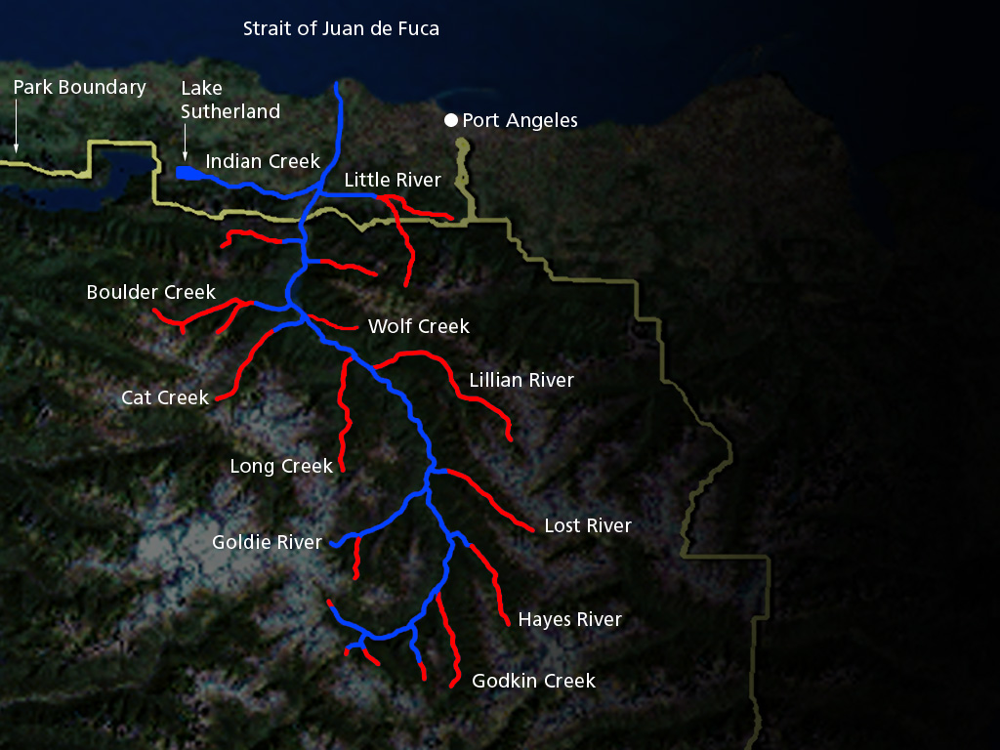 Strait of Juan de Fuca
Park Boundary
Lake
Sutherland
Port Angeles
Indian Creek
Little River
Boulder Creek
Wolf Creek
Lillian River
Cat Creek
Long Creek
Lost River
Goldie River
Hayes River
Godkin Creek